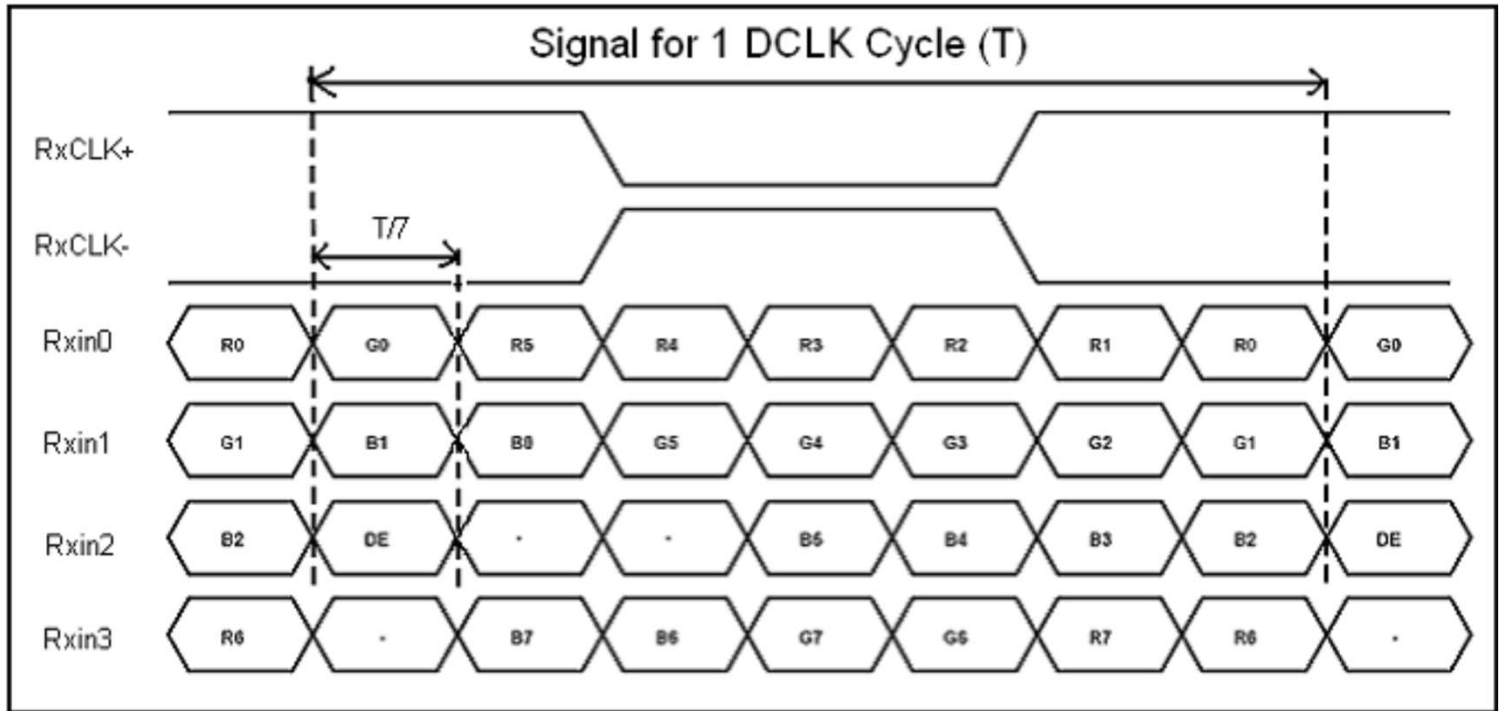 Signal for 1 DCLK Cycle (T)
RxCLK+
T/7
RxCLK-
Rxin0 R0 G0 R5 R4 R3 R2 R1 R0 G0
Rxin1 G1 B1 B0 G5 G4 G3 G2 G1 B1
Rxin2 B2 DE - - B5 B4 B3 B2 DE
Rxin3 R6 - B7 B6 G7 G6 R7 R6 -